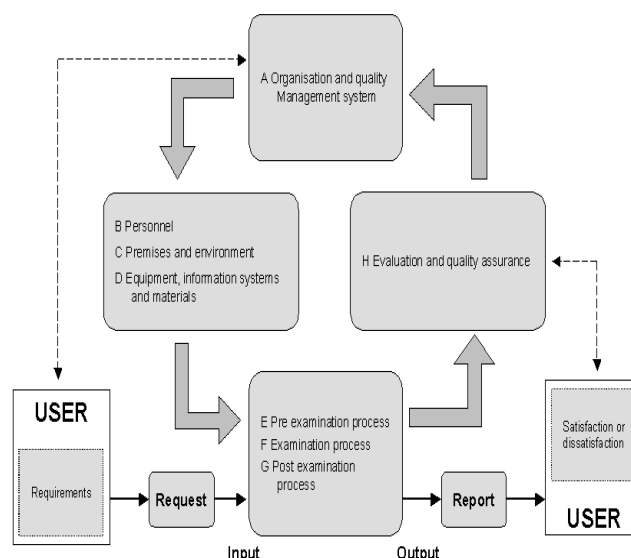 A Organisation and quality
Management system
B Personnel
C Premises and environment
D Equipment, information systems
and materials
H Evaluation and quality assurance
E Pre examination process
F Examination process
G Post examination
process
USER
Requirements
Request
Input
Output
Report
Satisfaction or
dissatisfaction
USER